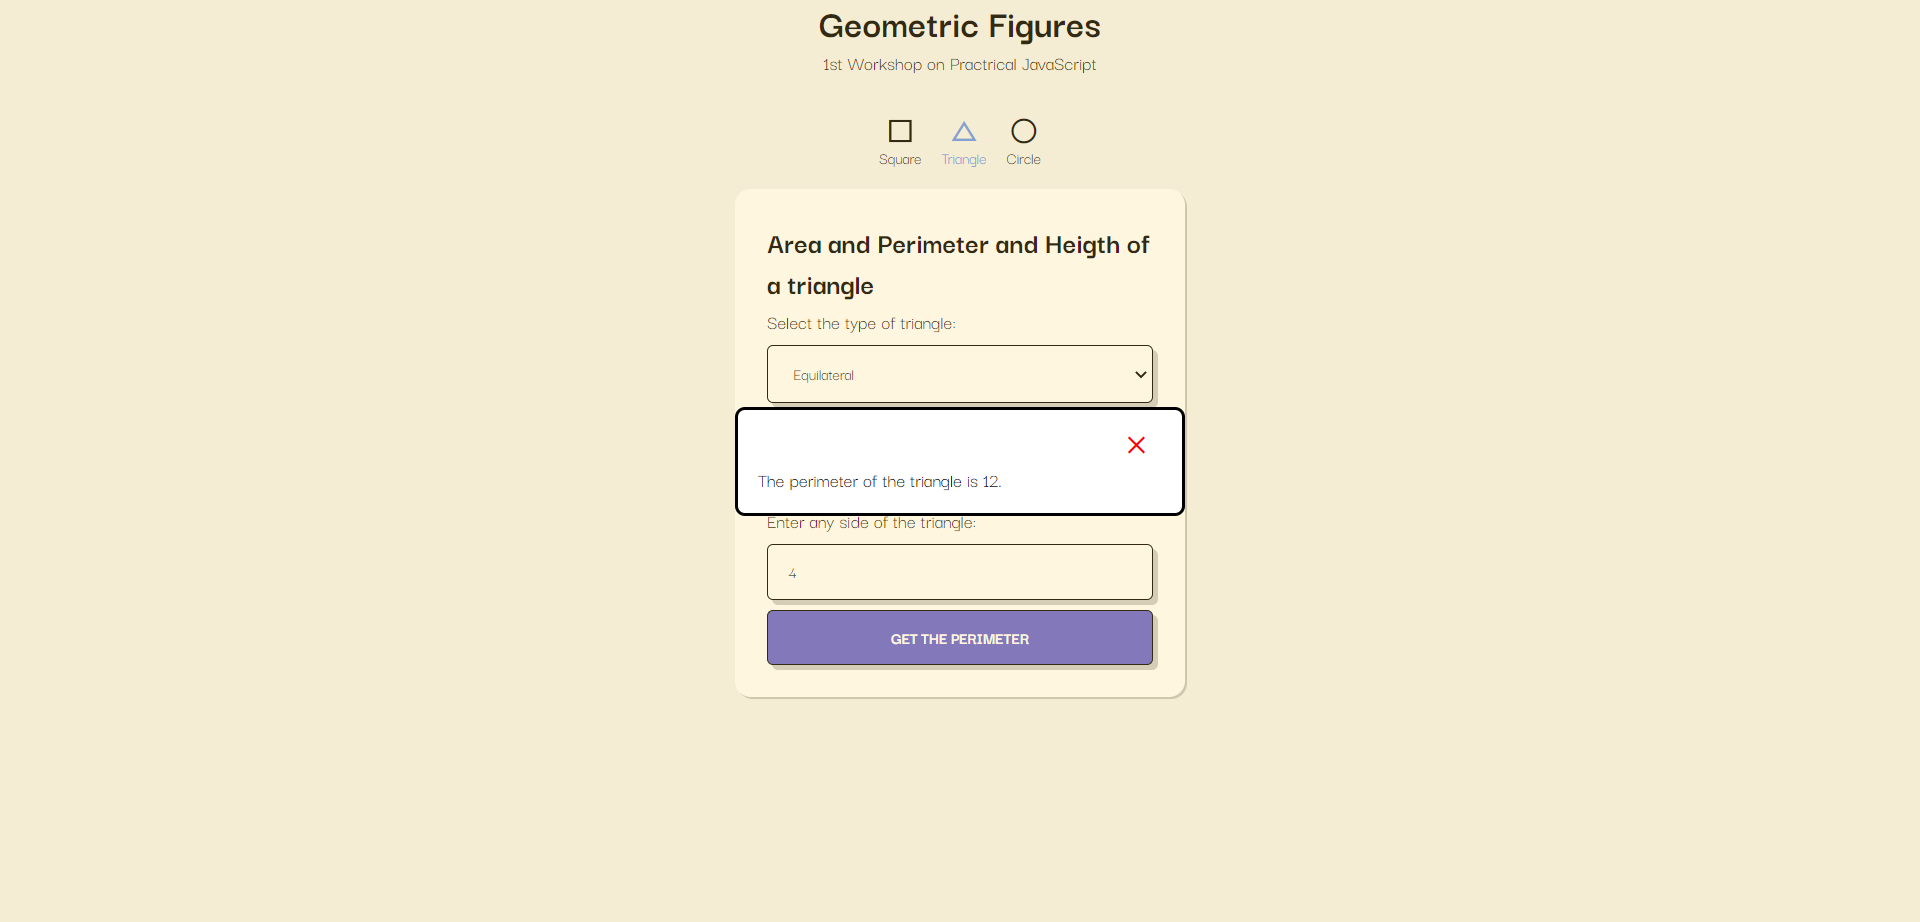 Geometric Figures
1st Workshop on Practrical JavaScript
Square Triangle Circle
Area and Perimeter and Heigth of
a triangle
Select the type of triangle:
Equilateral
The perimeter of the triangle is 12.
Enter any side of the triangle:
4
GET THE PERIMETER